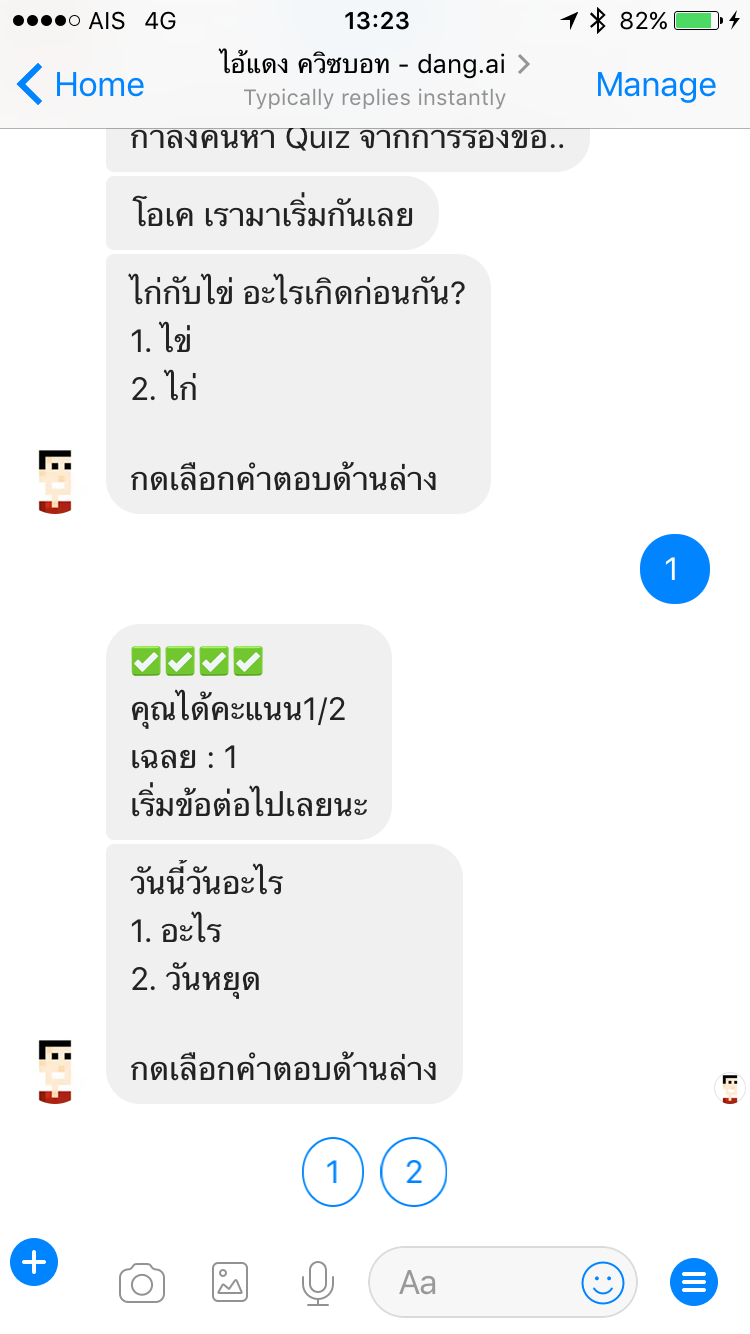 AIS 4G 13:23 82%
Home ไอ้แดง ควิซบอท - dang.ai Manage
Typically replies instantly
กำลังค้นหา Quiz จากการร้องขอ..
โอเค เรามาเริ่มกันเลย
ไก่กับไข่ อะไรเกิดก่อนกัน?
1. ไข่
2. ไก่
กดเลือกคำตอบด้านล่าง
1
✅✅✅✅
คุณได้คะแนน1/2
เฉลย : 1
เริ่มข้อต่อไปเลยนะ
วันนี้วันอะไร
1. อะไร
2. วันหยุด
กดเลือกคำตอบด้านล่าง
1 2
Aa